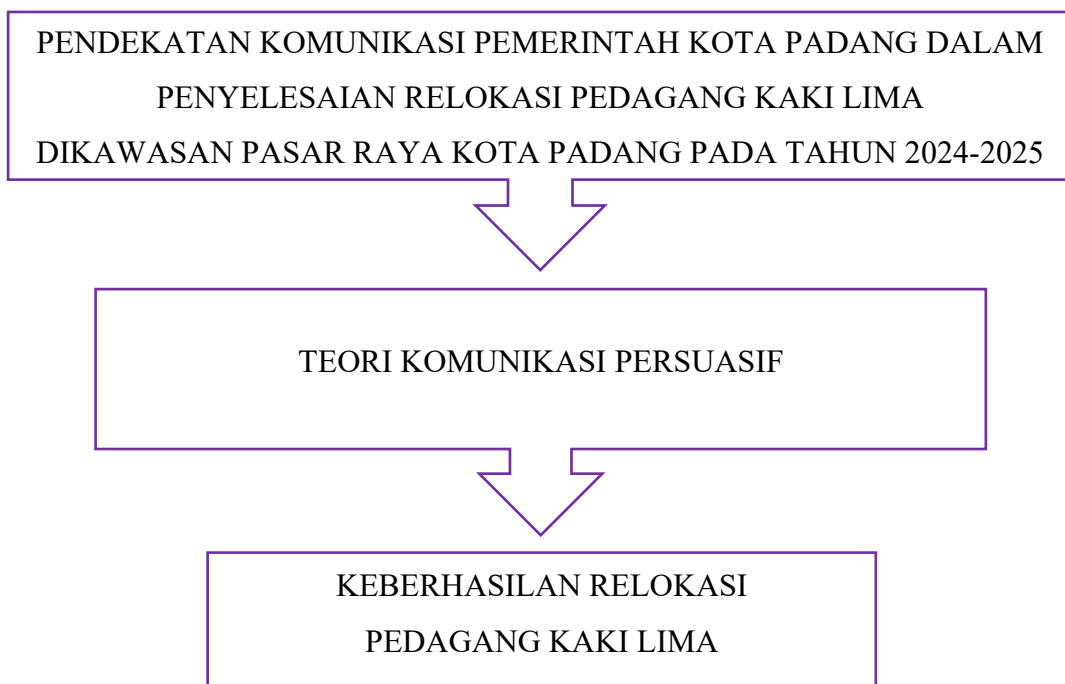 PENDEKATAN KOMUNIKASI PEMERINTAH KOTA PADANG DALAM
PENYELESAIAN RELOKASI PEDAGANG KAKI LIMA
DIKAWASAN PASAR RAYA KOTA PADANG PADA TAHUN 2024-2025
TEORI KOMUNIKASI PERSUASIF
KEBERHASILAN RELOKASI
PEDAGANG KAKI LIMA